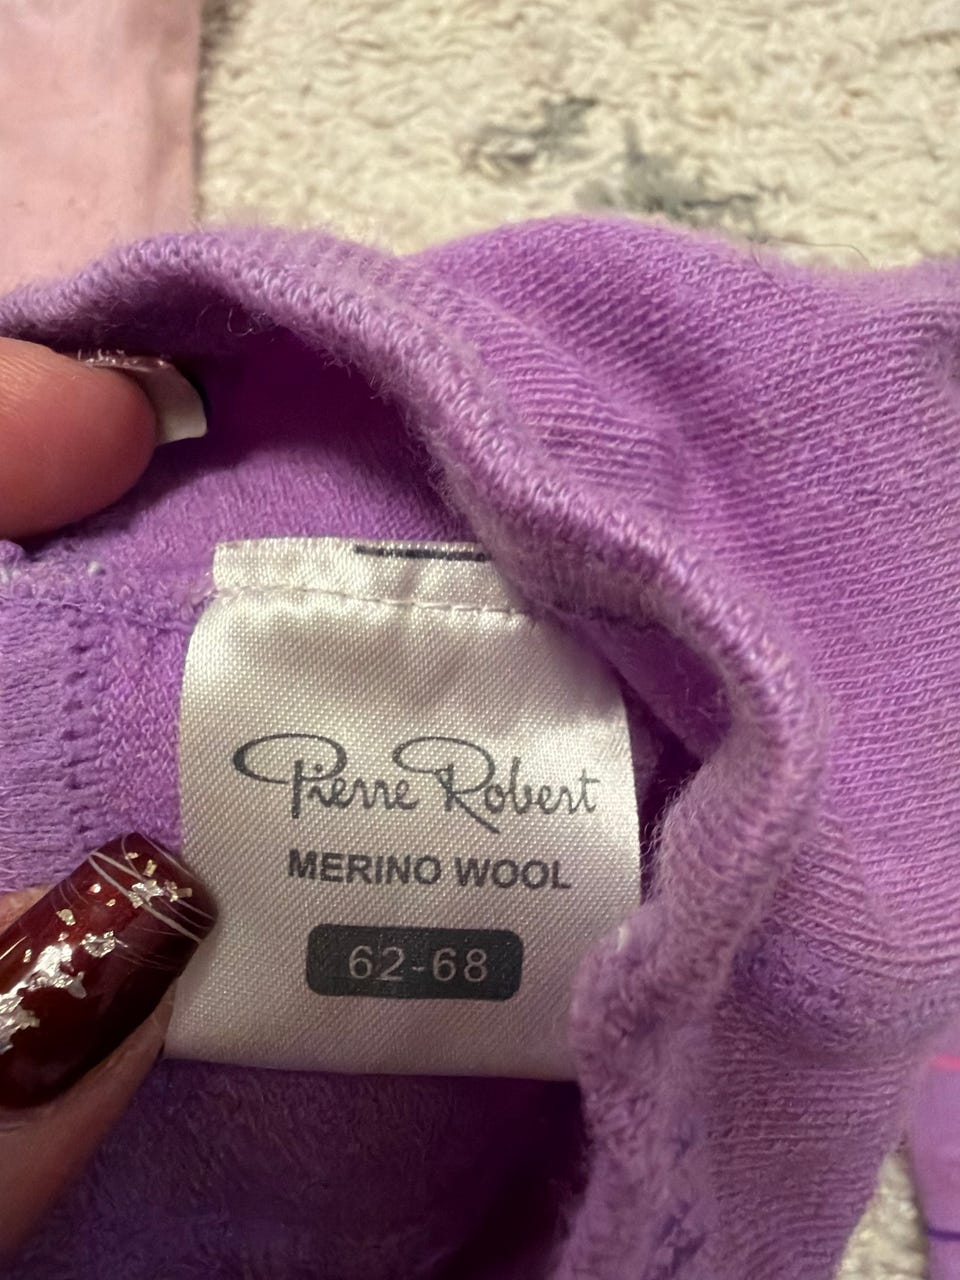 Pierre Robert
MERINO WOOL
62-68